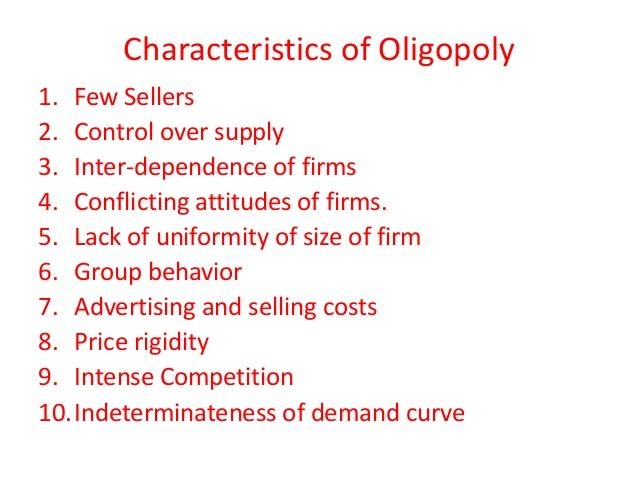 Characteristics of Oligopoly
1. Few Sellers
2. Control over supply
3. Inter-dependence of firms
4. Conflicting attitudes of firms.
5. Lack of uniformity of size of firm
6. Group behavior
7. Advertising and selling costs
8. Price rigidity
9. Intense Competition
10. Indeterminateness of demand curve